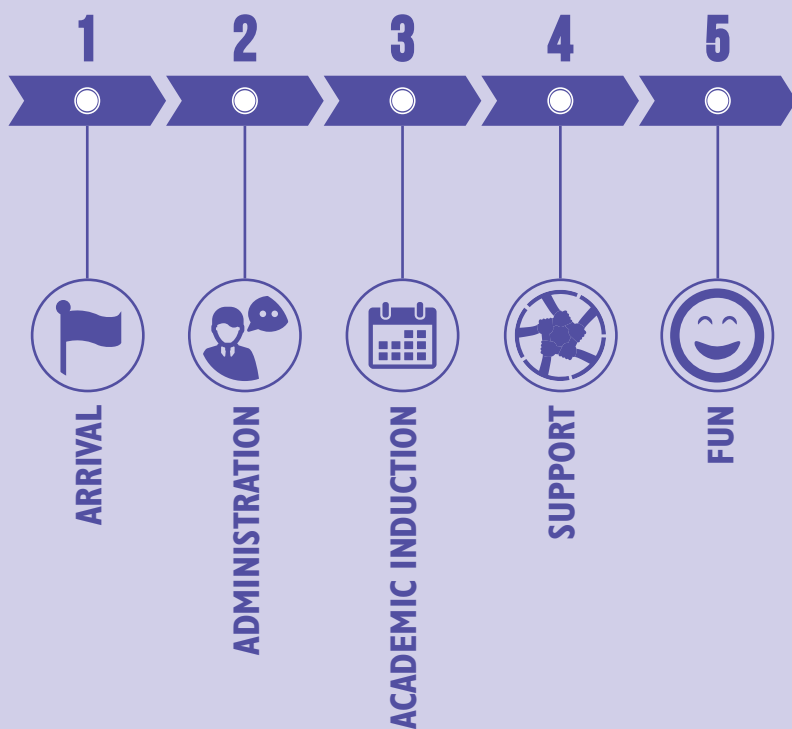 1
2
3
4
5
ARRIVAL
ADMINISTRATION
ACADEMIC INDUCTION
SUPPORT
FUN